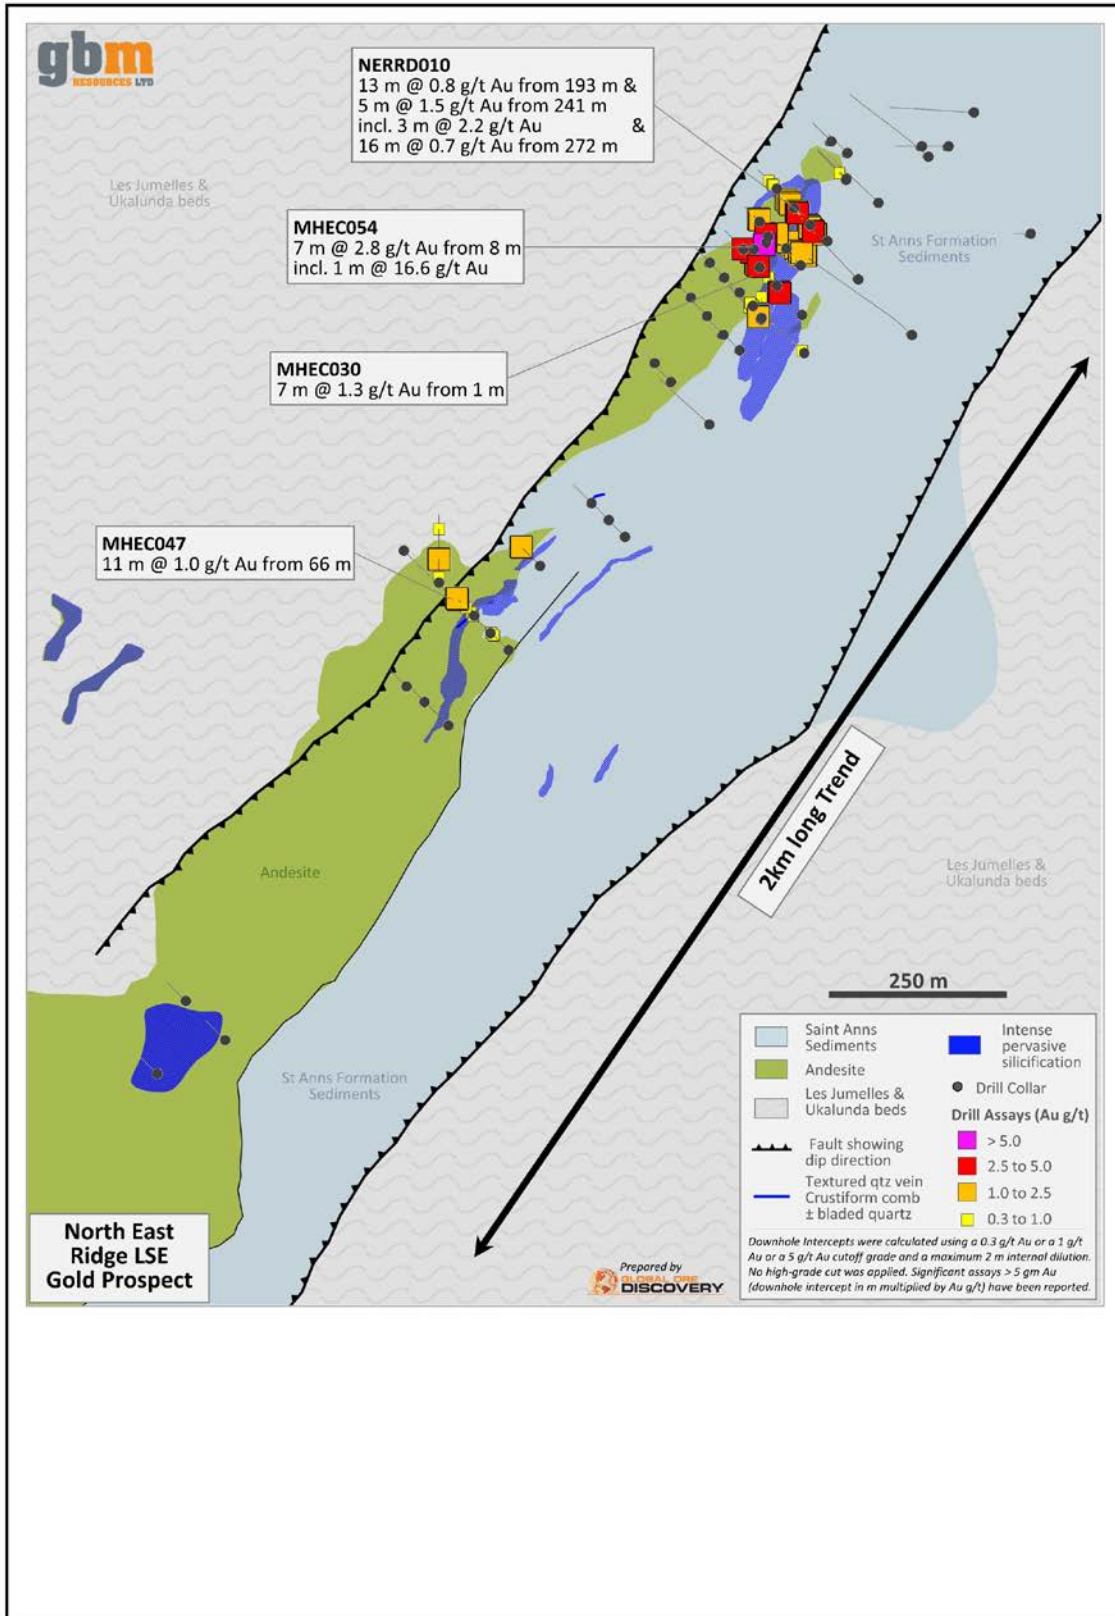 gbm
RESOURCES LTD
NERRD010
13 m @ 0.8 g/t Au from 193 m &
5 m @ 1.5 g/t Au from 241 m
incl. 3 m @ 2.2 g/t Au &
16 m @ 0.7 g/t Au from 272 m
Les Jumelles &
Ukalunda beds
MHEC054
7 m @ 2.8 g/t Au from 8 m
incl. 1 m @ 16.6 g/t Au
St Anns Formation
Sediments
MHEC030
7 m @ 1.3 g/t Au from 1 m
MHEC047
11 m @ 1.0 g/t Au from 66 m
2km long Trend
Andesite
Les Jumelles &
Ukalunda beds
250 m
St Anns Formation
Sediments
Saint Anns
Sediments
Andesite
Les Jumelles &
Ukalunda beds
Fault showing
dip direction
Textured qtz vein
Crustiform comb
± bladed quartz
Intense
pervasive
silicification
Drill Collar
Drill Assays (Au g/t)
> 5.0
2.5 to 5.0
1.0 to 2.5
0.3 to 1.0
Downhole Intercepts were calculated using a 0.3 g/t Au or a 1 g/t
Au or a 5 g/t Au cutoff grade and a maximum 2 m internal dilution.
No high-grade cut was applied. Significant assays > 5 gm Au
(downhole intercept in m multiplied by Au g/t) have been reported.
North East
Ridge LSE
Gold Prospect
Prepared by
GLOBAL ORE
DISCOVERY